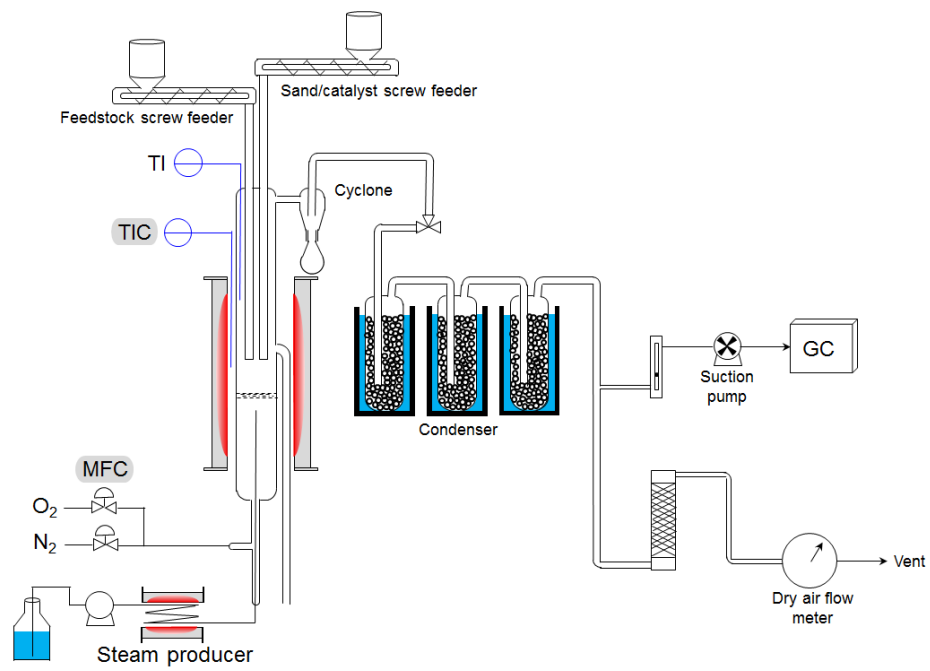 Sand/catalyst screw feeder
Feedstock screw feeder
TI
Cyclone
TIC
GC
Suction
pump
Condenser
MFC
O₂
N₂
Vent
Dry air flow
meter
Steam producer